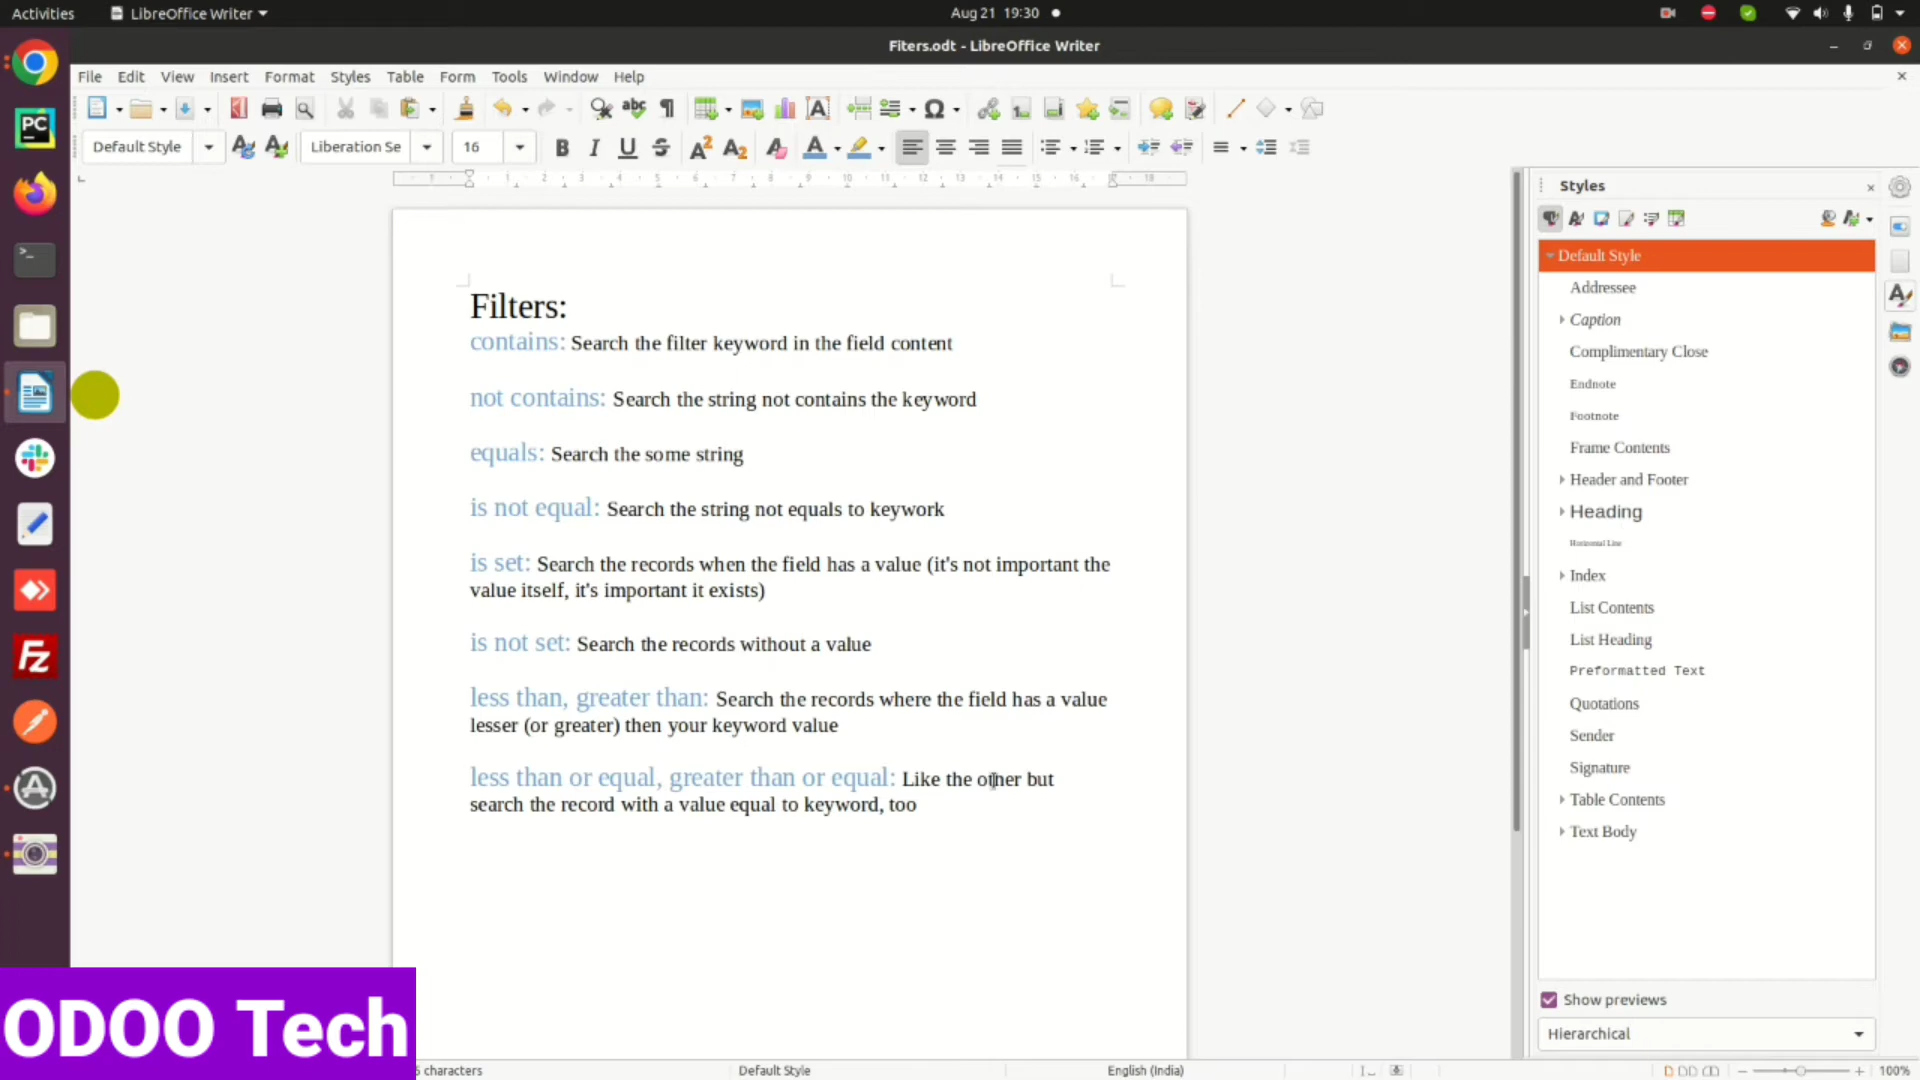 Activities LibreOffice Writer Aug 21 19:30
Fiters.odt - LibreOffice Writer
File Edit View Insert Format Styles Table Form Tools Window Help
Default Style Liberation Se 16
Styles
Default Style
Addressee
Caption
Complimentary Close
Endnote
Footnote
Frame Contents
Header and Footer
Heading
Horizontal Line
Index
List Contents
List Heading
Preformatted Text
Quotations
Sender
Signature
Table Contents
Text Body
Show previews
Hierarchical
Filters:
contains: Search the filter keyword in the field content
not contains: Search the string not contains the keyword
equals: Search the some string
is not equal: Search the string not equals to keywork
is set: Search the records when the field has a value (it's not important the
value itself, it's important it exists)
is not set: Search the records without a value
less than, greater than: Search the records where the field has a value
lesser (or greater) then your keyword value
less than or equal, greater than or equal: Like the other but
search the record with a value equal to keyword, too
ODOO Tech
characters Default Style English (India) 100%